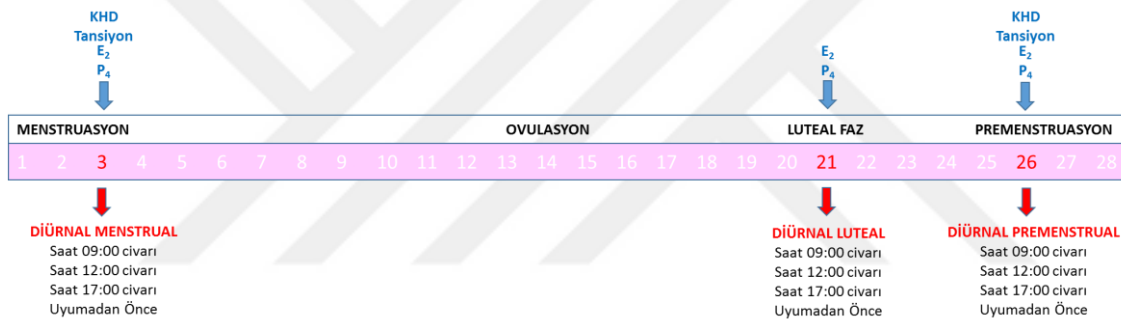 KHD
Tansiyon
E₂
P₄
E₂
P₄
KHD
Tansiyon
E₂
P₄
MENSTRUASYON OVULASYON LUTEAL FAZ PREMENSTRUASYON
1 2 3 4 5 6 7 8 9 10 11 12 13 14 15 16 17 18 19 20 21 22 23 24 25 26 27 28
DİÜRNAL MENSTRUAL
Saat 09:00 civarı
Saat 12:00 civarı
Saat 17:00 civarı
Uyumadan Önce
DİÜRNAL LUTEAL
Saat 09:00 civarı
Saat 12:00 civarı
Saat 17:00 civarı
Uyumadan Önce
DİÜRNAL PREMENSTRUAL
Saat 09:00 civarı
Saat 12:00 civarı
Saat 17:00 civarı
Uyumadan Önce